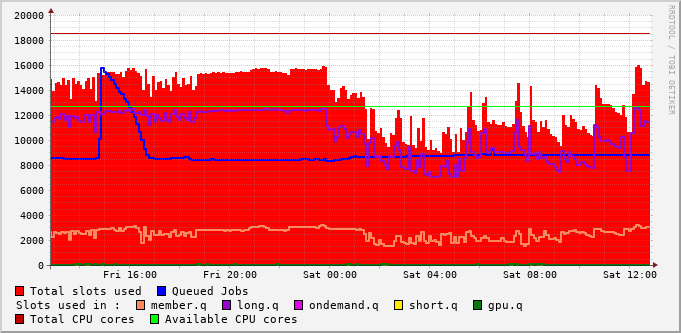 20000
18000
16000
14000
12000
10000
8000
6000
4000
2000
0
Fri 16:00 Fri 20:00 Sat 00:00 Sat 04:00 Sat 08:00 Sat 12:00
Total slots used Queued Jobs
Slots used in : member.q long.q ondemand.q short.q gpu.q
Total CPU cores Available CPU cores
RRDTOOL / TOBI OETIKER